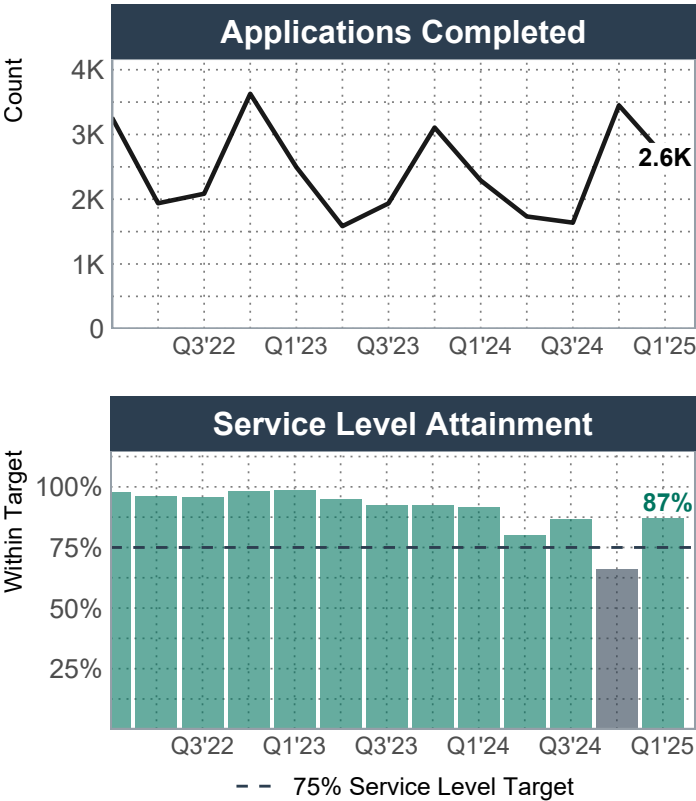 Applications Completed
Count
4K
3K
2K
1K
0
2.6K
Q3'22 Q1'23 Q3'23 Q1'24 Q3'24 Q1'25
Service Level Attainment
Within Target
100%
75%
50%
25%
87%
Q3'22 Q1'23 Q3'23 Q1'24 Q3'24 Q1'25
75% Service Level Target